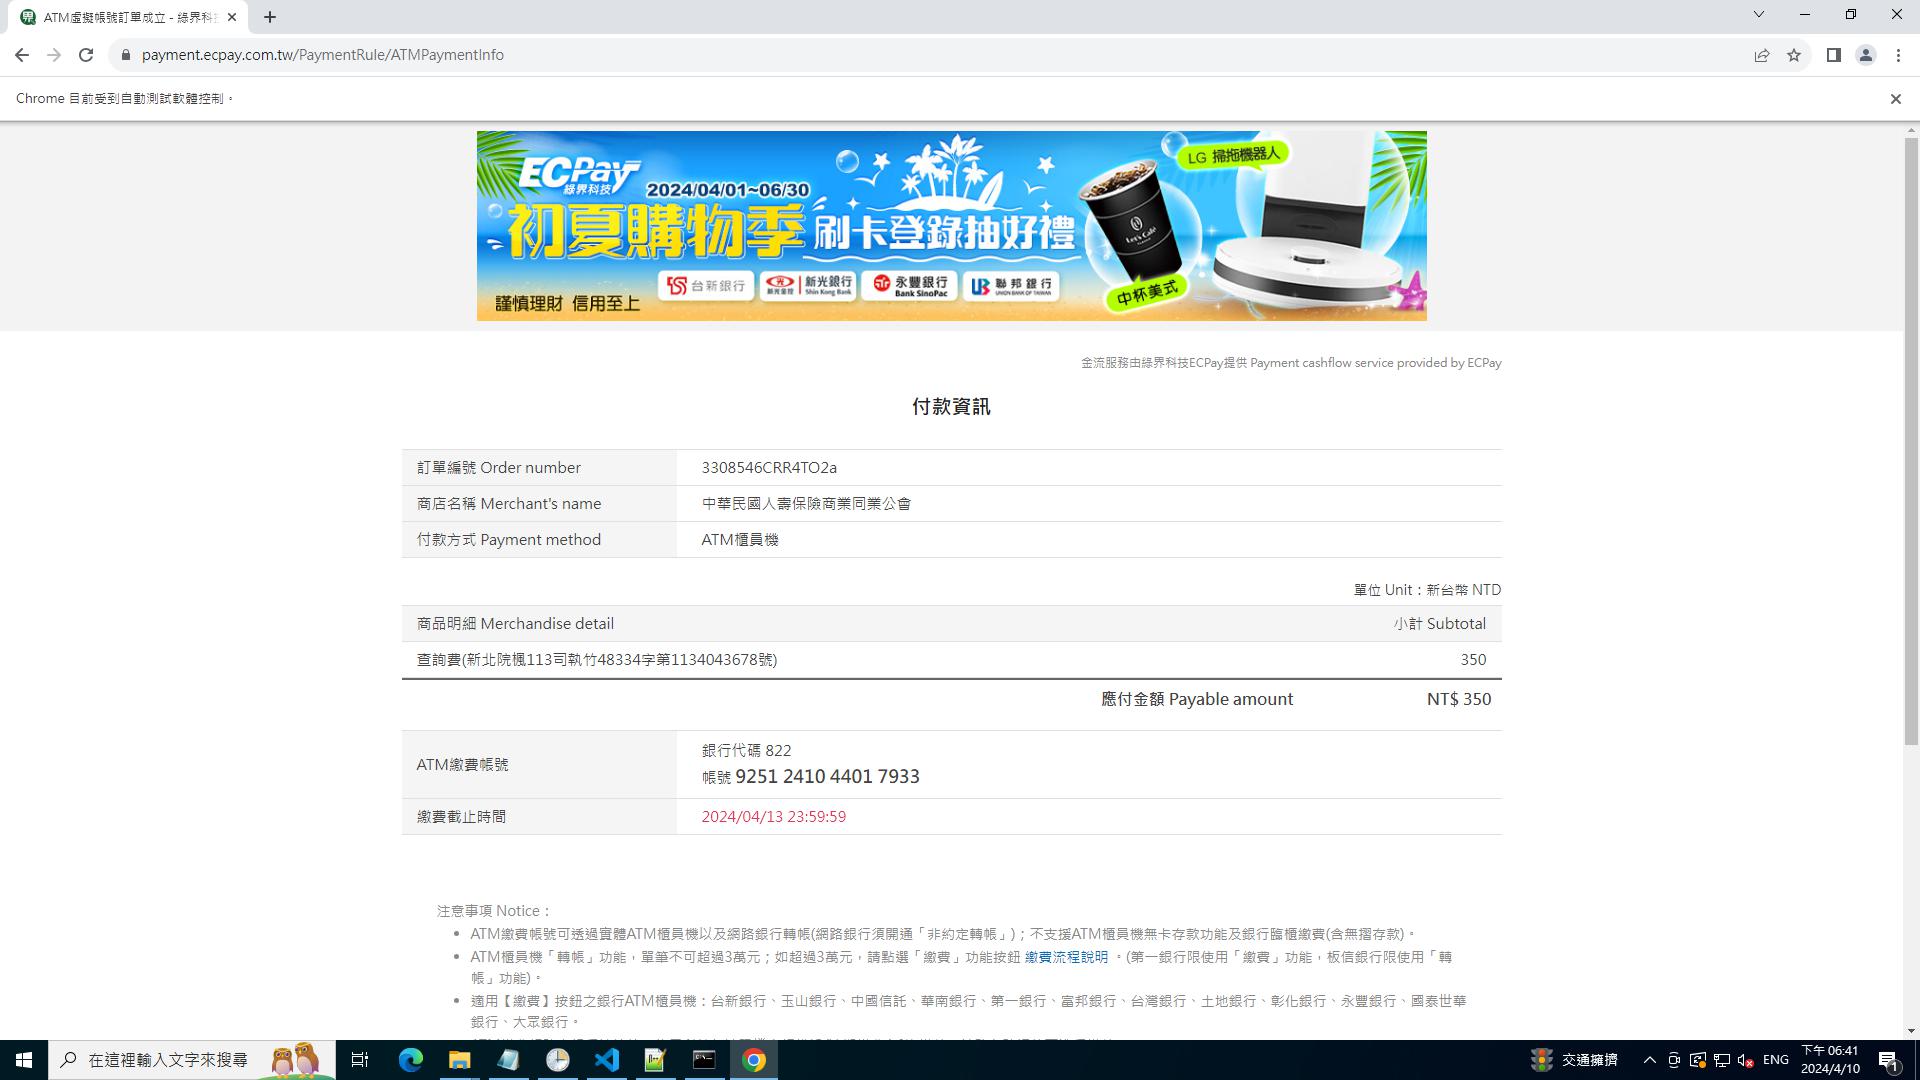 ATM虛擬帳號訂單成立 - 綠界科
payment.ecpay.com.tw/PaymentRule/ATMPaymentInfo
Chrome 目前受到自動測試軟體控制。
ECPay
綠界科技
2024/04/01~06/30
初夏購物季 刷卡登錄抽好禮
LG 掃拖機器人
Let's Café
台新銀行
新光金控 新光銀行 Shin Kong Bank
永豐銀行 Bank SinoPac
聯邦銀行 UNION BANK OF TAIWAN
中杯美式
謹慎理財 信用至上
金流服務由綠界科技ECPay提供 Payment cashflow service provided by ECPay
付款資訊
訂單編號 Order number 3308546CRR4TO2a
商店名稱 Merchant's name 中華民國人壽保險商業同業公會
付款方式 Payment method ATM櫃員機
單位 Unit：新台幣 NTD
商品明細 Merchandise detail 小計 Subtotal
查詢費(新北院楓113司執竹48334字第1134043678號) 350
應付金額 Payable amount NT$ 350
ATM繳費帳號
銀行代碼 822
帳號 9251 2410 4401 7933
繳費截止時間 2024/04/13 23:59:59
注意事項 Notice：
ATM繳費帳號可透過實體ATM櫃員機以及網路銀行轉帳(網路銀行須開通「非約定轉帳」)；不支援ATM櫃員機無卡存款功能及銀行臨櫃繳費(含無摺存款)。
ATM櫃員機「轉帳」功能，單筆不可超過3萬元；如超過3萬元，請點選「繳費」功能按鈕 繳費流程說明 。(第一銀行限使用「繳費」功能，板信銀行限使用「轉
帳」功能)。
適用【繳費】按鈕之銀行ATM櫃員機：台新銀行、玉山銀行、中國信託、華南銀行、第一銀行、富邦銀行、台灣銀行、土地銀行、彰化銀行、永豐銀行、國泰世華
銀行、大眾銀行。
在這裡輸入文字來搜尋
交通擁擠
ENG
下午 06:41
2024/4/10
1